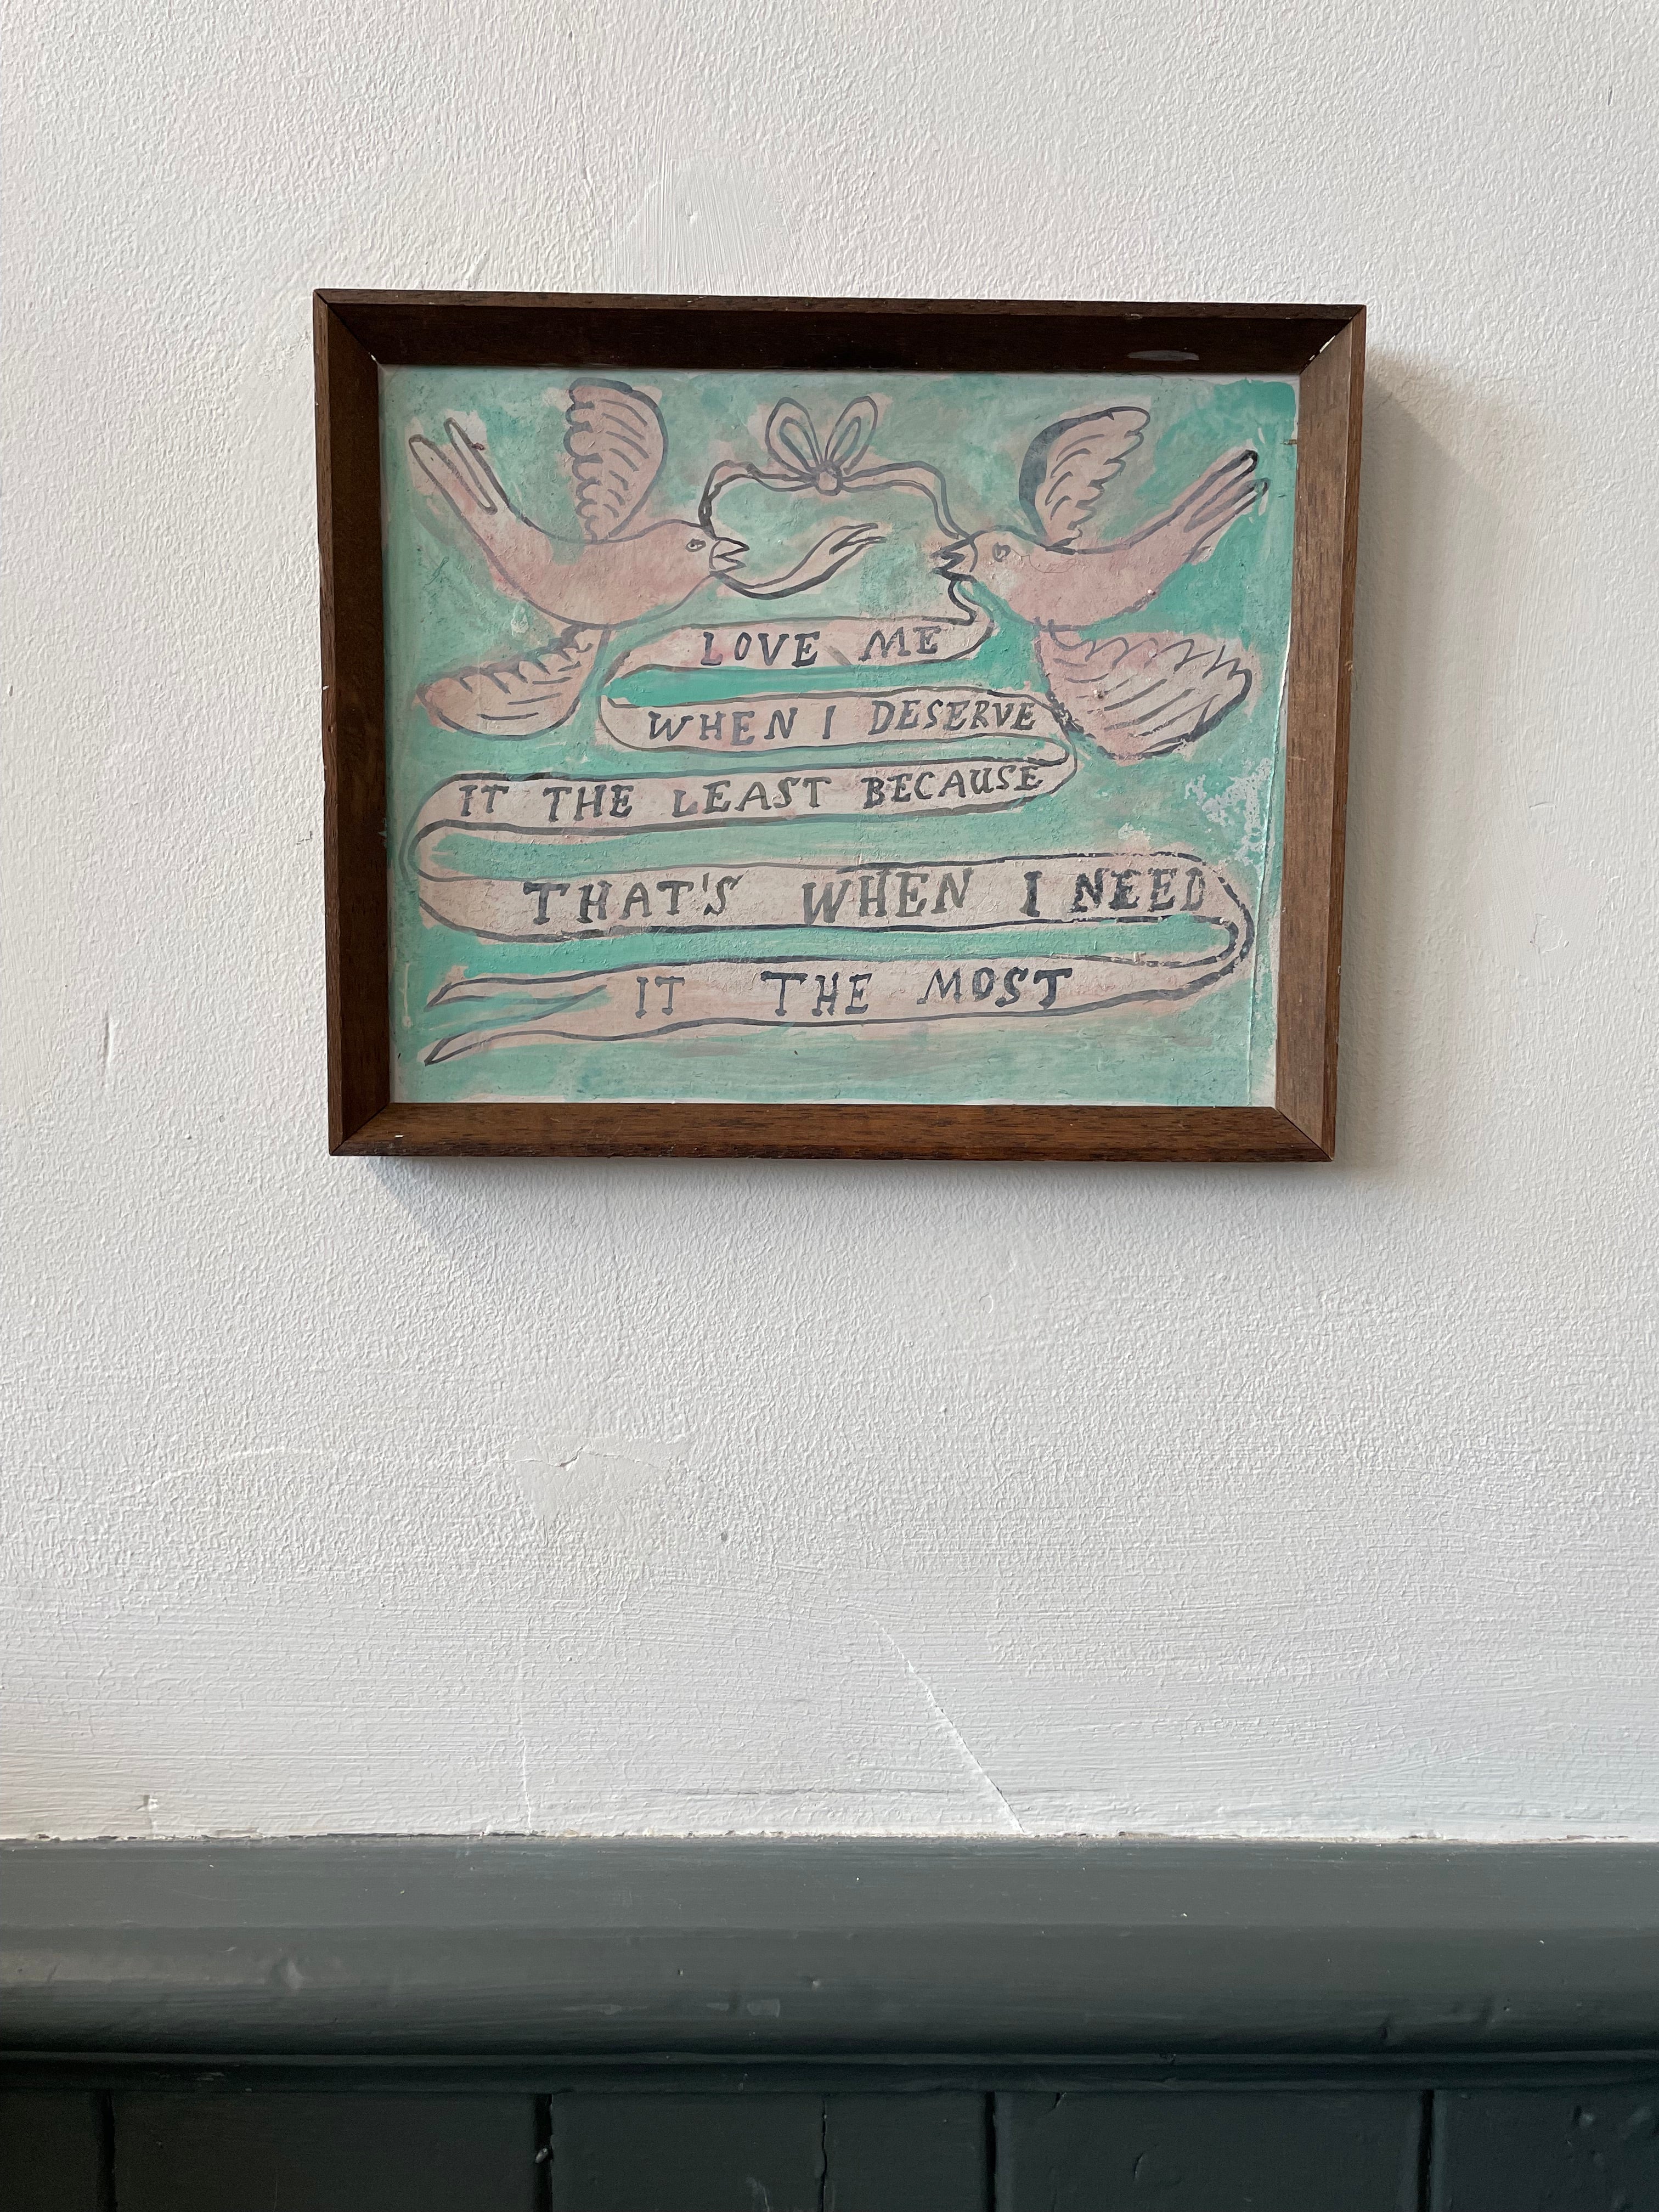 LOVE ME
WHEN I DESERVE
IT THE LEAST BECAUSE
THAT'S WHEN I NEED
IT THE MOST